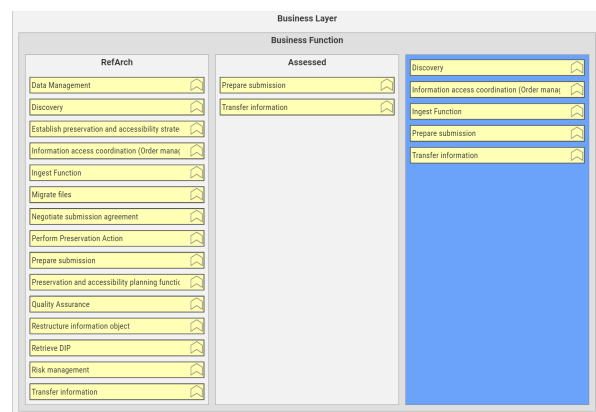 Business Layer
Business Function
RefArch
Data Management
Discovery
Establish preservation and accessibility strate
Information access coordination (Order manag
Ingest Function
Migrate files
Negotiate submission agreement
Perform Preservation Action
Prepare submission
Preservation and accessibility planning functic
Quality Assurance
Restructure information object
Retrieve DIP
Risk management
Transfer information
Assessed
Prepare submission
Transfer information
Discovery
Information access coordination (Order manag
Ingest Function
Prepare submission
Transfer information